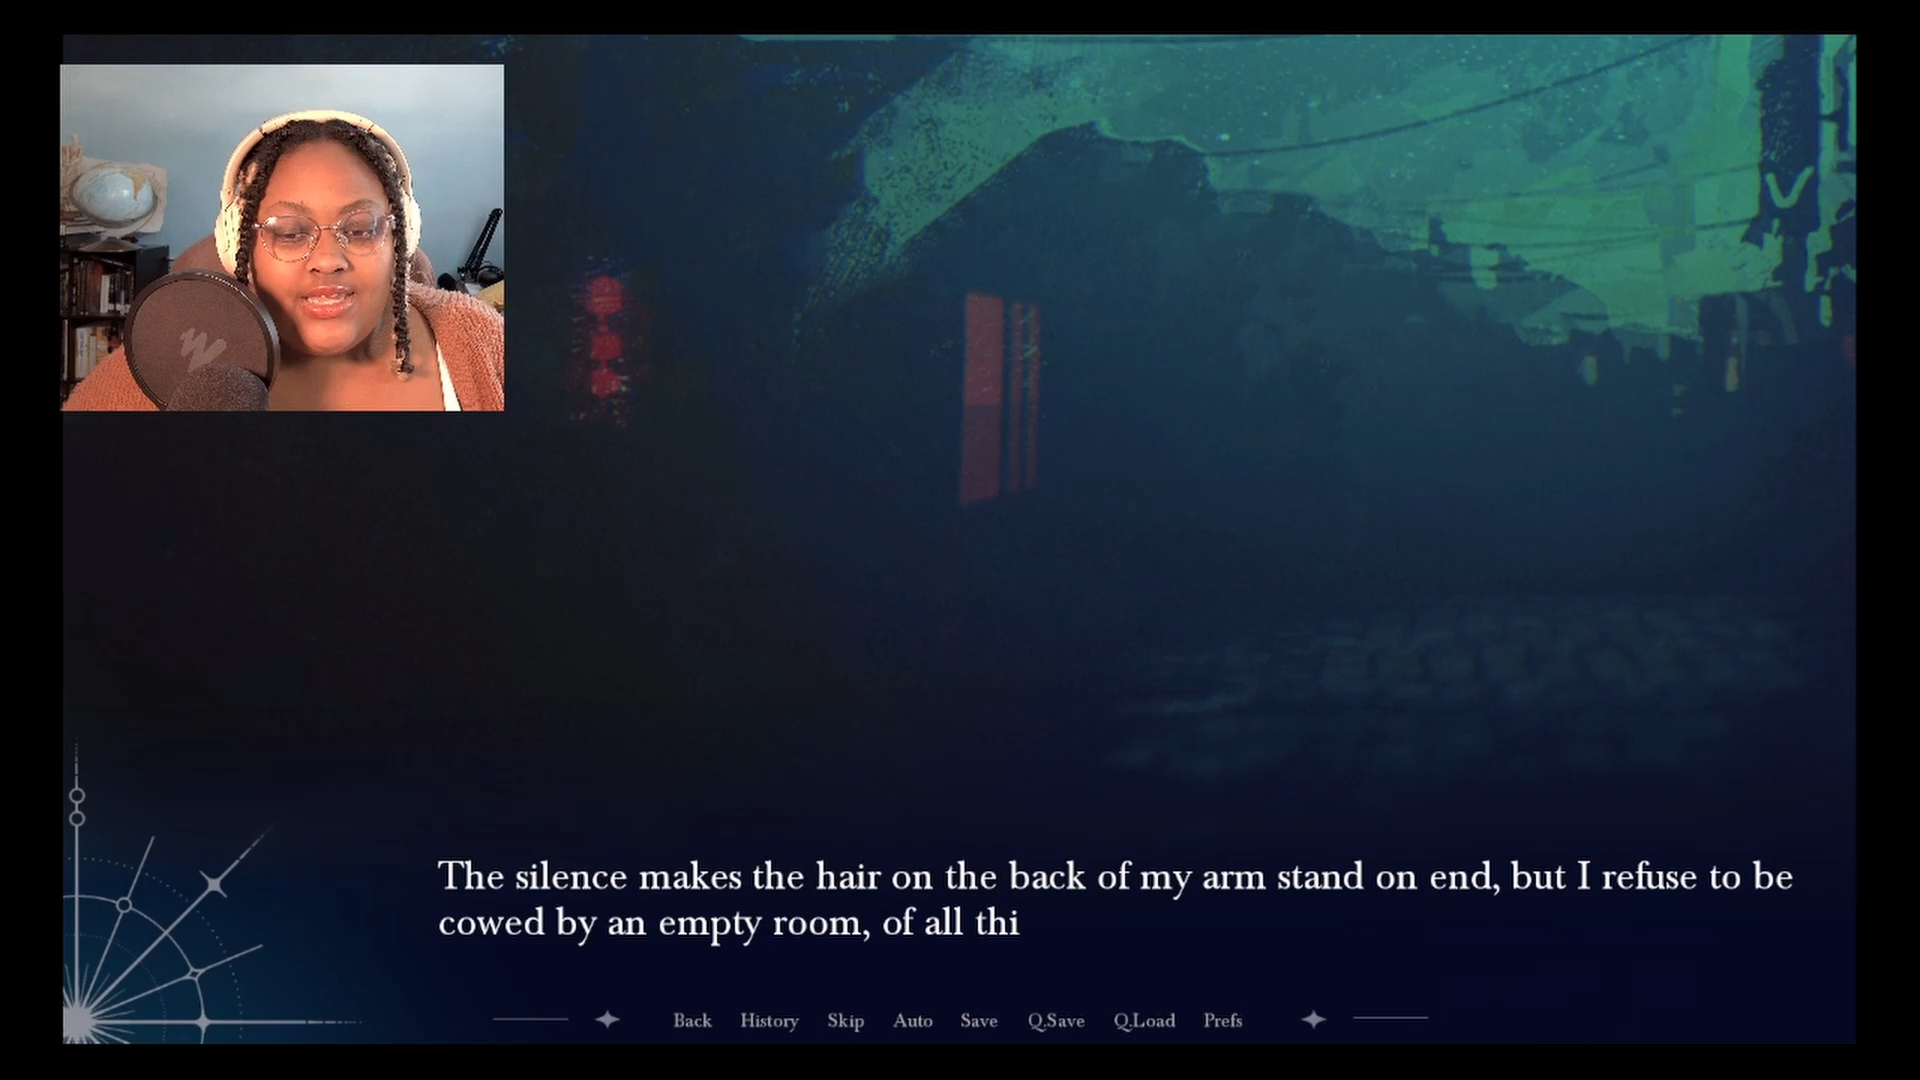 The silence makes the hair on the back of my arm stand on end, but I refuse to be
cowed by an empty room, of all thi
Back History Skip Auto Save Q.Save Q.Load Prefs